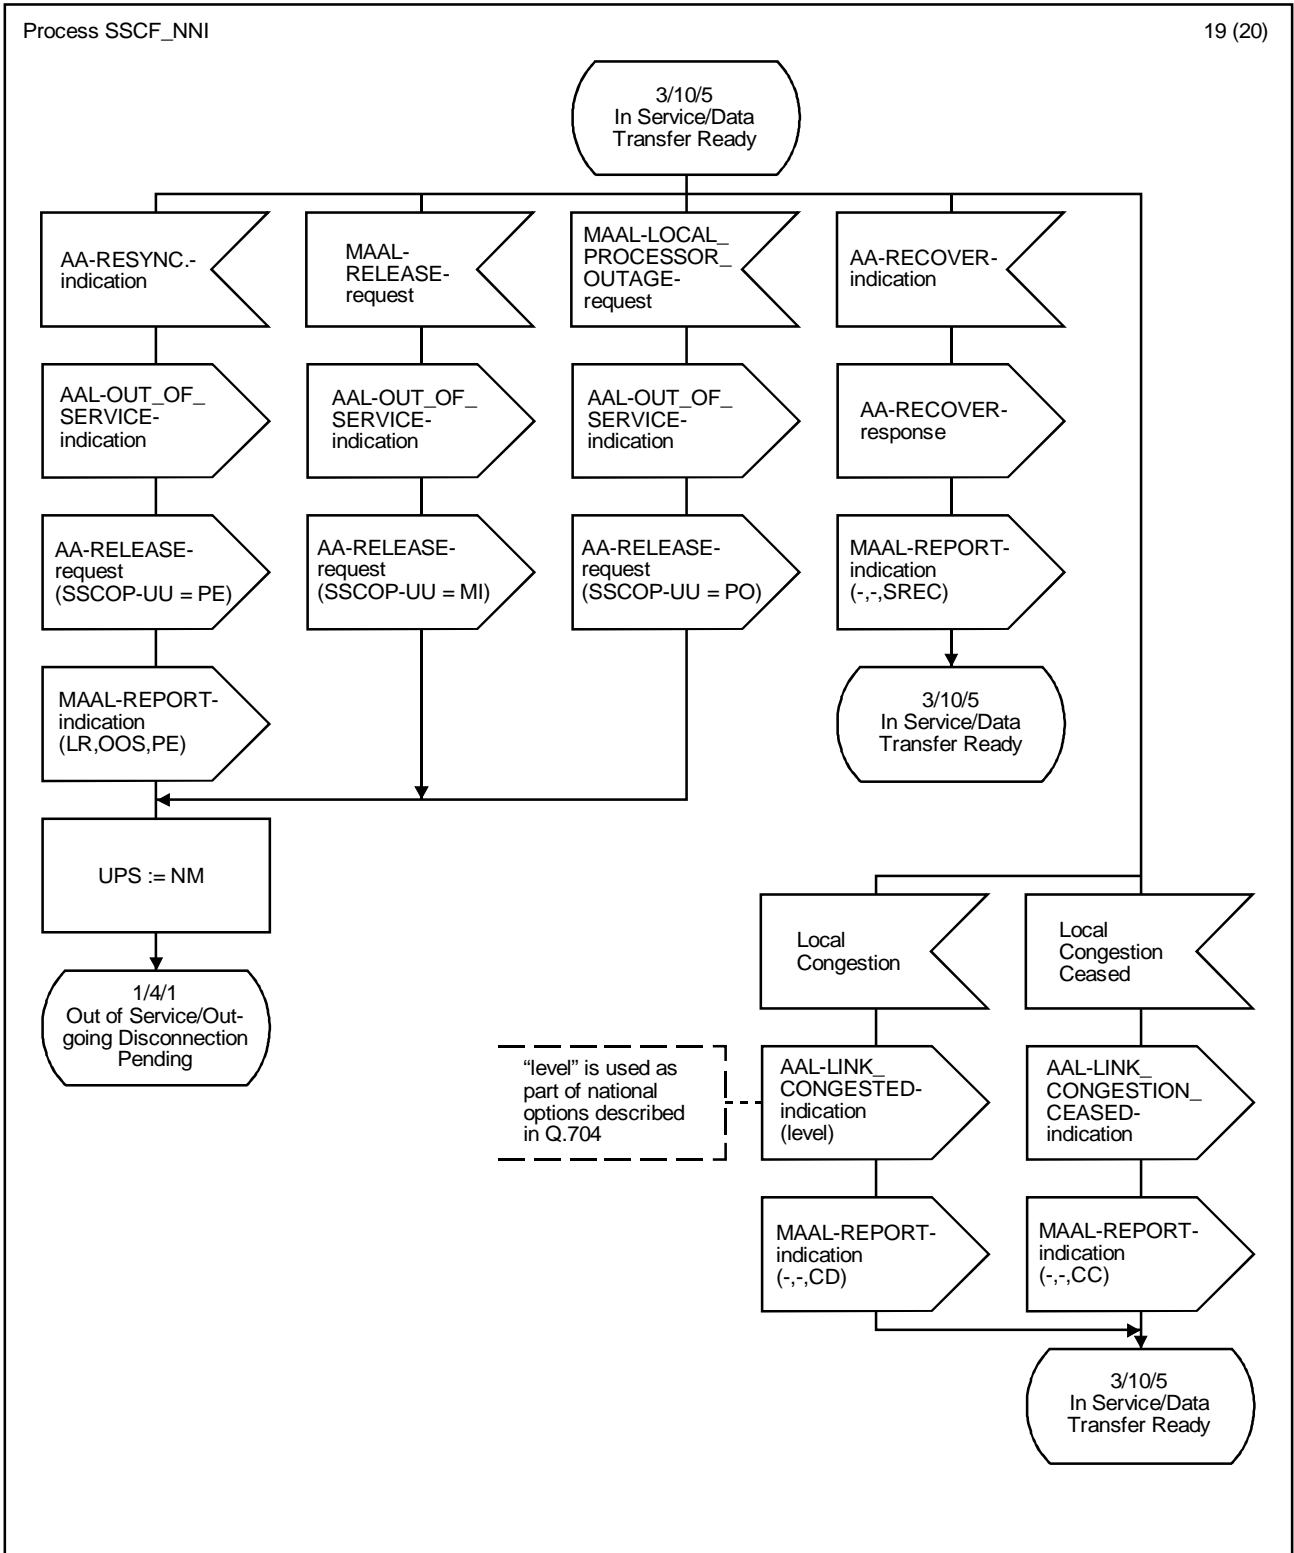 Process SSCF_NNI
19 (20)
3/10/5
In Service/Data
Transfer Ready
AA-RESYNC.-
indication
MAAL-
RELEASE-
request
MAAL-LOCAL_
PROCESSOR_
OUTAGE-
request
AA-RECOVER-
indication
AAL-OUT_OF_
SERVICE-
indication
AAL-OUT_OF_
SERVICE-
indication
AAL-OUT_OF_
SERVICE-
indication
AA-RECOVER-
response
AA-RELEASE-
request
(SSCOP-UU = PE)
AA-RELEASE-
request
(SSCOP-UU = MI)
AA-RELEASE-
request
(SSCOP-UU = PO)
MAAL-REPORT-
indication
(-,-,SREC)
MAAL-REPORT-
indication
(LR,OOS,PE)
3/10/5
In Service/Data
Transfer Ready
UPS := NM
Local
Congestion
Local
Congestion
Ceased
1/4/1
Out of Service/Out-
going Disconnection
Pending
“level” is used as
part of national
options described
in Q.704
AAL-LINK_
CONGESTED-
indication
(level)
AAL-LINK_
CONGESTION_
CEASED-
indication
MAAL-REPORT-
indication
(-,-,CD)
MAAL-REPORT-
indication
(-,-,CC)
3/10/5
In Service/Data
Transfer Ready